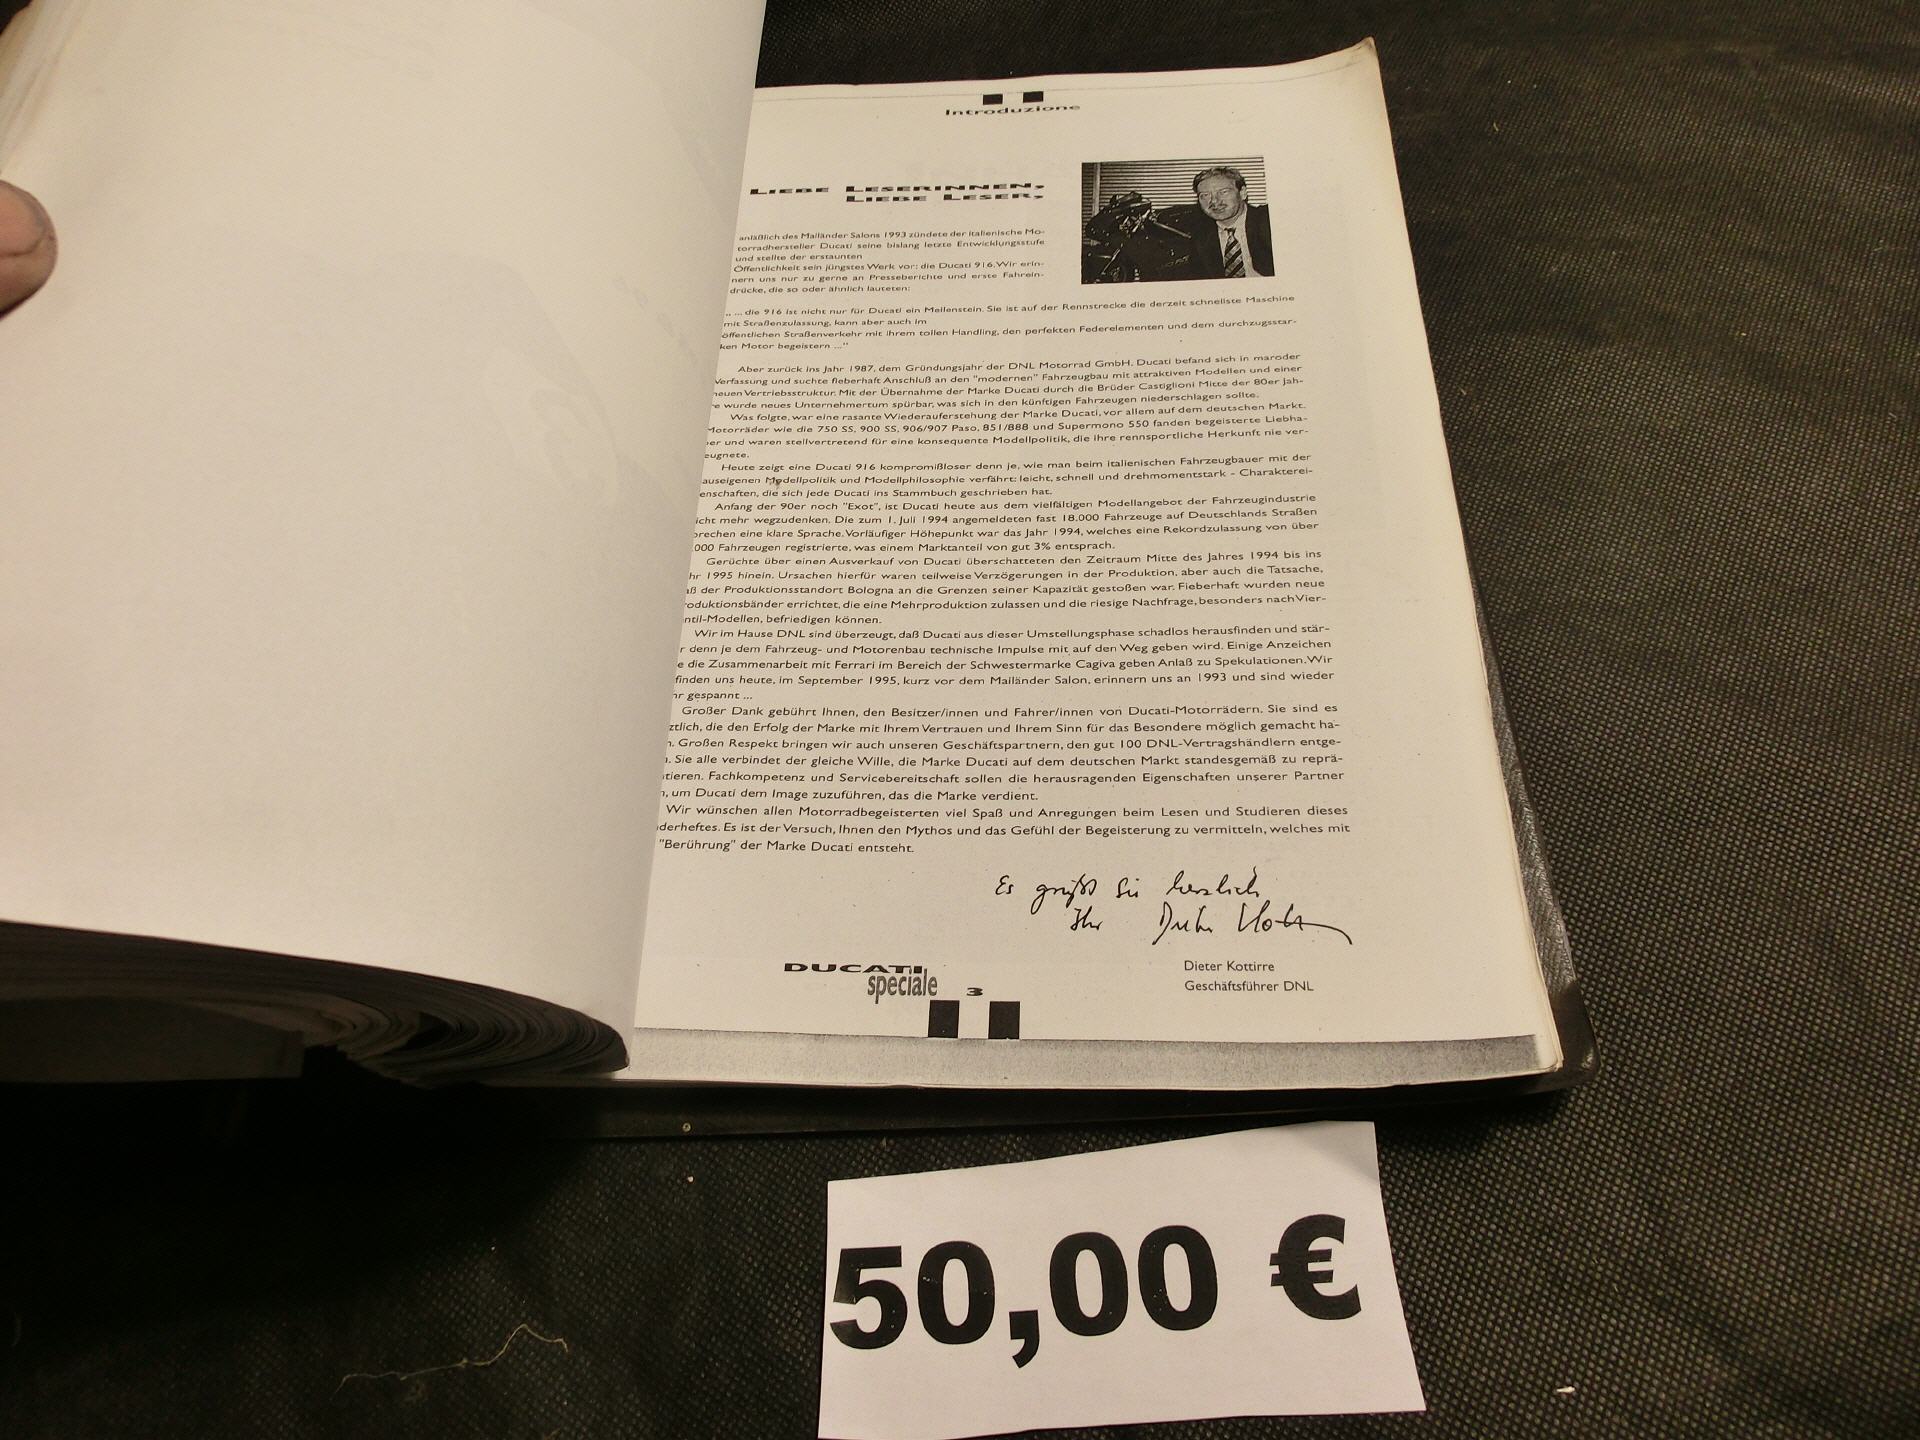 Introduzione
LIEBE LESERINNEN,
LIEBE LESER,
anläßlich des Mailänder Salons 1993 zündete der italienische Mo-
torradhersteller Ducati seine bislang letzte Entwicklungsstufe
und stellte der erstaunten
Öffentlichkeit sein jüngstes Werk vor: die Ducati 916. Wir erin-
nern uns nur zu gerne an Presseberichte und erste Fahrein-
drücke, die so oder ähnlich lauteten:
„ ... die 916 ist nicht nur für Ducati ein Meilenstein. Sie ist auf der Rennstrecke die derzeit schnellste Maschine
mit Straßenzulassung, kann aber auch im
öffentlichen Straßenverkehr mit ihrem tollen Handling, den perfekten Federelementen und dem durchzugsstar-
ken Motor begeistern ..."
Aber zurück ins Jahr 1987, dem Gründungsjahr der DNL Motorrad GmbH. Ducati befand sich in maroder
Verfassung und suchte fieberhaft Anschluß an den "modernen" Fahrzeugbau mit attraktiven Modellen und einer
neuen Vertriebsstruktur. Mit der Übernahme der Marke Ducati durch die Brüder Castiglioni Mitte der 80er Jah-
e wurde neues Unternehmertum spürbar, was sich in den künftigen Fahrzeugen niederschlagen sollte.
Was folgte, war eine rasante Wiederauferstehung der Marke Ducati, vor allem auf dem deutschen Markt.
Motorräder wie die 750 SS, 900 SS, 906/907 Paso, 851/888 und Supermono 550 fanden begeisterte Liebha-
er und waren stellvertretend für eine konsequente Modellpolitik, die ihre rennsportliche Herkunft nie ver-
eugnete.
Heute zeigt eine Ducati 916 kompromißloser denn je, wie man beim italienischen Fahrzeugbauer mit der
auseigenen Modellpolitik und Modellphilosophie verfährt: leicht, schnell und drehmomentstark - Charakterei-
enschaften, die sich jede Ducati ins Stammbuch geschrieben hat.
Anfang der 90er noch "Exot", ist Ducati heute aus dem vielfältigen Modellangebot der Fahrzeugindustrie
icht mehr wegzudenken. Die zum 1. Juli 1994 angemeldeten fast 18.000 Fahrzeuge auf Deutschlands Straßen
prechen eine klare Sprache. Vorläufiger Höhepunkt war das Jahr 1994, welches eine Rekordzulassung von über
.000 Fahrzeugen registrierte, was einem Marktanteil von gut 3% entsprach.
Gerüchte über einen Ausverkauf von Ducati überschatteten den Zeitraum Mitte des Jahres 1994 bis ins
hr 1995 hinein. Ursachen hierfür waren teilweise Verzögerungen in der Produktion, aber auch die Tatsache,
aß der Produktionsstandort Bologna an die Grenzen seiner Kapazität gestoßen war. Fieberhaft wurden neue
roduktionsbänder errichtet, die eine Mehrproduktion zulassen und die riesige Nachfrage, besonders nach Vier-
ntil-Modellen, befriedigen können.
Wir im Hause DNL sind überzeugt, daß Ducati aus dieser Umstellungsphase schadlos herausfinden und stär-
r denn je dem Fahrzeug- und Motorenbau technische Impulse mit auf den Weg geben wird. Einige Anzeichen
e die Zusammenarbeit mit Ferrari im Bereich der Schwestermarke Cagiva geben Anlaß zu Spekulationen. Wir
finden uns heute, im September 1995, kurz vor dem Mailänder Salon, erinnern uns an 1993 und sind wieder
hr gespannt ...
Großer Dank gebührt Ihnen, den Besitzer/innen und Fahrer/innen von Ducati-Motorrädern. Sie sind es
ztlich, die den Erfolg der Marke mit Ihrem Vertrauen und Ihrem Sinn für das Besondere möglich gemacht ha-
n. Großen Respekt bringen wir auch unseren Geschäftspartnern, den gut 100 DNL-Vertragshändlern entge-
n. Sie alle verbindet der gleiche Wille, die Marke Ducati auf dem deutschen Markt standesgemäß zu reprä-
tieren. Fachkompetenz und Servicebereitschaft sollen die herausragenden Eigenschaften unserer Partner
n, um Ducati dem Image zuzuführen, das die Marke verdient.
Wir wünschen allen Motorradbegeisterten viel Spaß und Anregungen beim Lesen und Studieren dieses
derheftes. Es ist der Versuch, Ihnen den Mythos und das Gefühl der Begeisterung zu vermitteln, welches mit
"Berührung" der Marke Ducati entsteht.
Es grüßt Sie herzlich
Ihr Dieter Kott
Dieter Kottirre
Geschäftsführer DNL
DUCATI
speciale 3
50,00 €